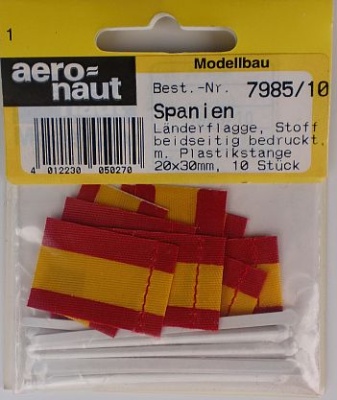 1
Modellbau
aero=
naut
Best.-Nr. 7985/10
Spanien
Länderflagge, Stoff
beidseitig bedruckt,
m. Plastikstange
20x30mm, 10 Stück
4 012230 050270